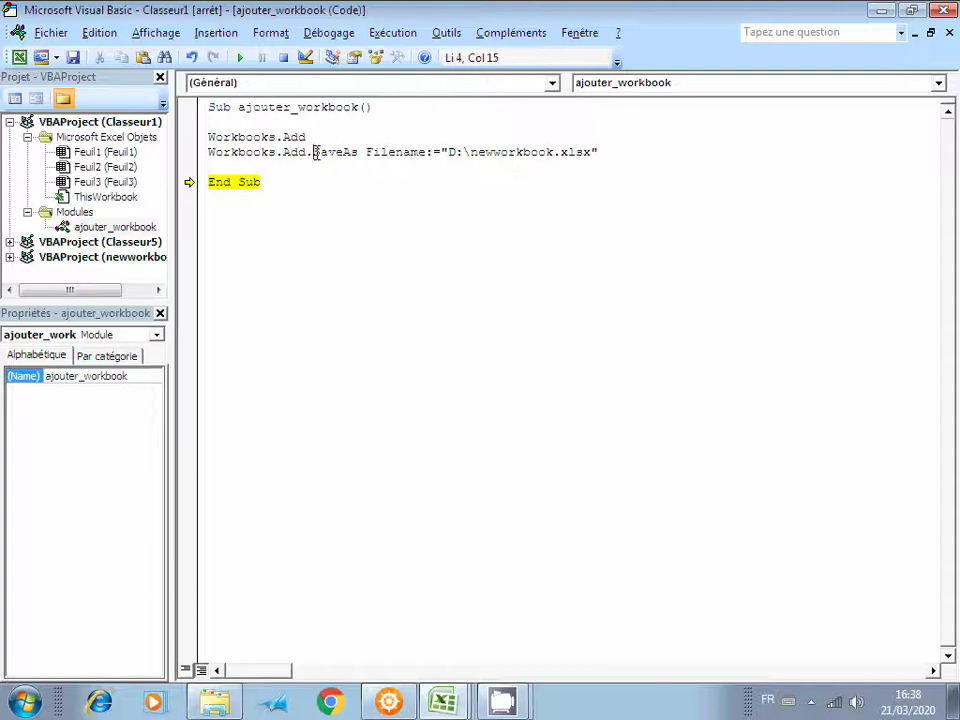 Microsoft Visual Basic - Classeur1 [arrêt] - [ajouter_workbook (Code)]
Fichier Edition Affichage Insertion Format Débogage Exécution Outils Compléments Fenêtre ? Tapez une question
Li 4, Col 15
Projet - VBAProject
(Général) ajouter_workbook
VBAProject (Classeur1)
Microsoft Excel Objets
Feuil1 (Feuil1)
Feuil2 (Feuil2)
Feuil3 (Feuil3)
ThisWorkbook
Modules
ajouter_workbook
VBAProject (Classeur5)
VBAProject (newworkbo
Sub ajouter_workbook()
Workbooks.Add
Workbooks.Add.SaveAs Filename:="D:\newworkbook.xlsx"
End Sub
Propriétés - ajouter_workbook
ajouter_work Module
Alphabétique Par catégorie
(Name) ajouter_workbook
FR 16:38
21/03/2020